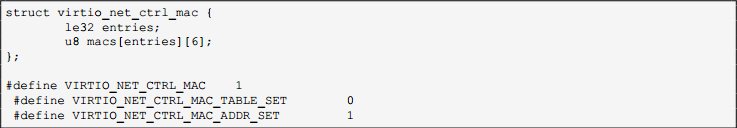 struct virtio_net_ctrl_mac {
        le32 entries;
        u8 macs[entries][6];
};

#define VIRTIO_NET_CTRL_MAC    1
 #define VIRTIO_NET_CTRL_MAC_TABLE_SET        0
 #define VIRTIO_NET_CTRL_MAC_ADDR_SET         1